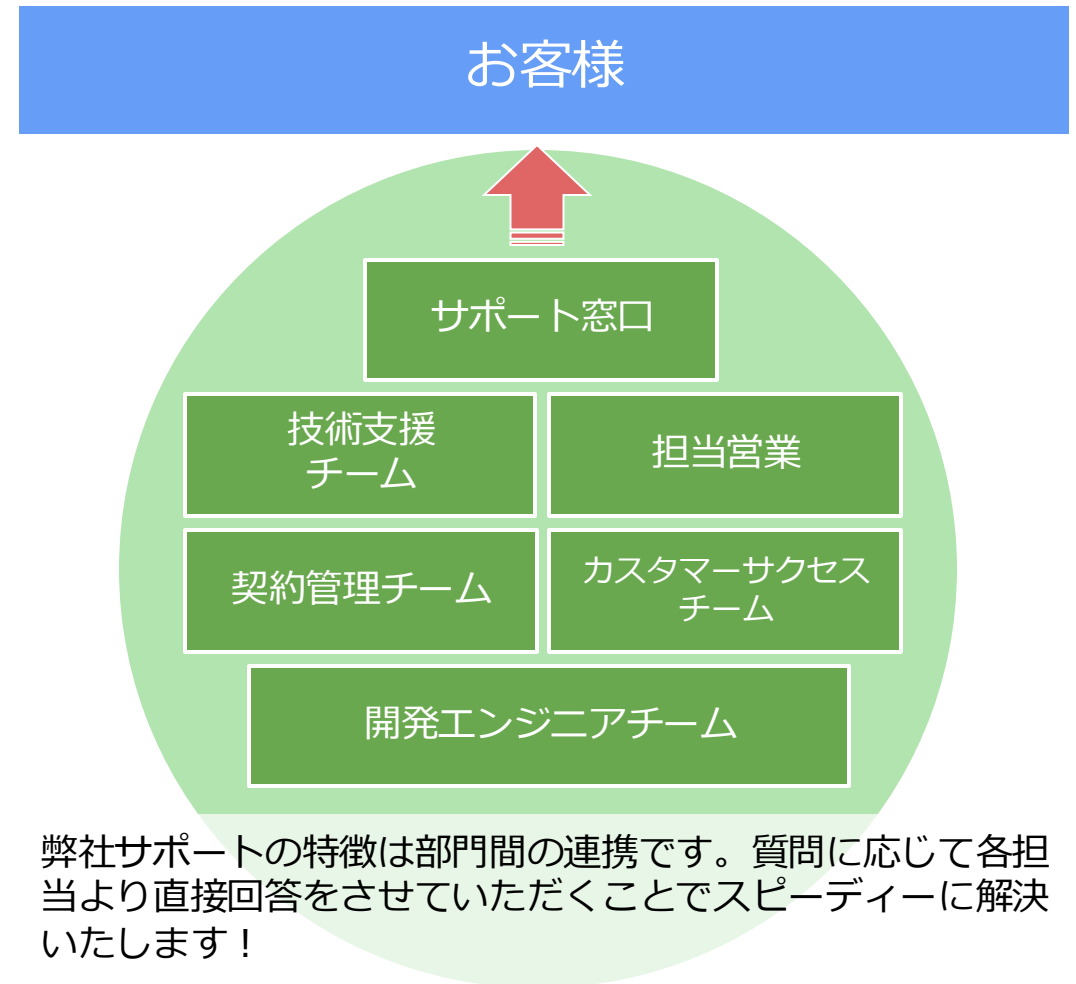 お客様
サポート窓口
技術支援
チーム
担当営業
契約管理チーム
カスタマーサクセス
チーム
開発エンジニアチーム
弊社サポートの特徴は部門間の連携です。質問に応じて各担
当より直接回答をさせていただくことでスピーディーに解決
いたします！